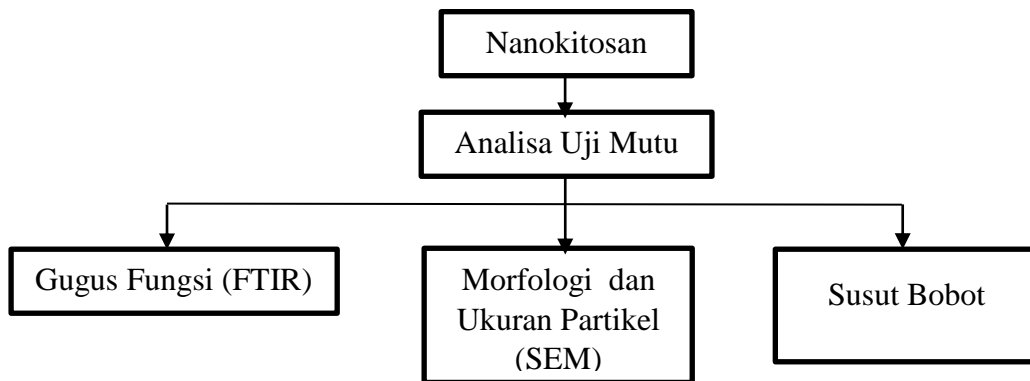 Nanokitosan
Analisa Uji Mutu
Gugus Fungsi (FTIR)
Morfologi dan
Ukuran Partikel
(SEM)
Susut Bobot